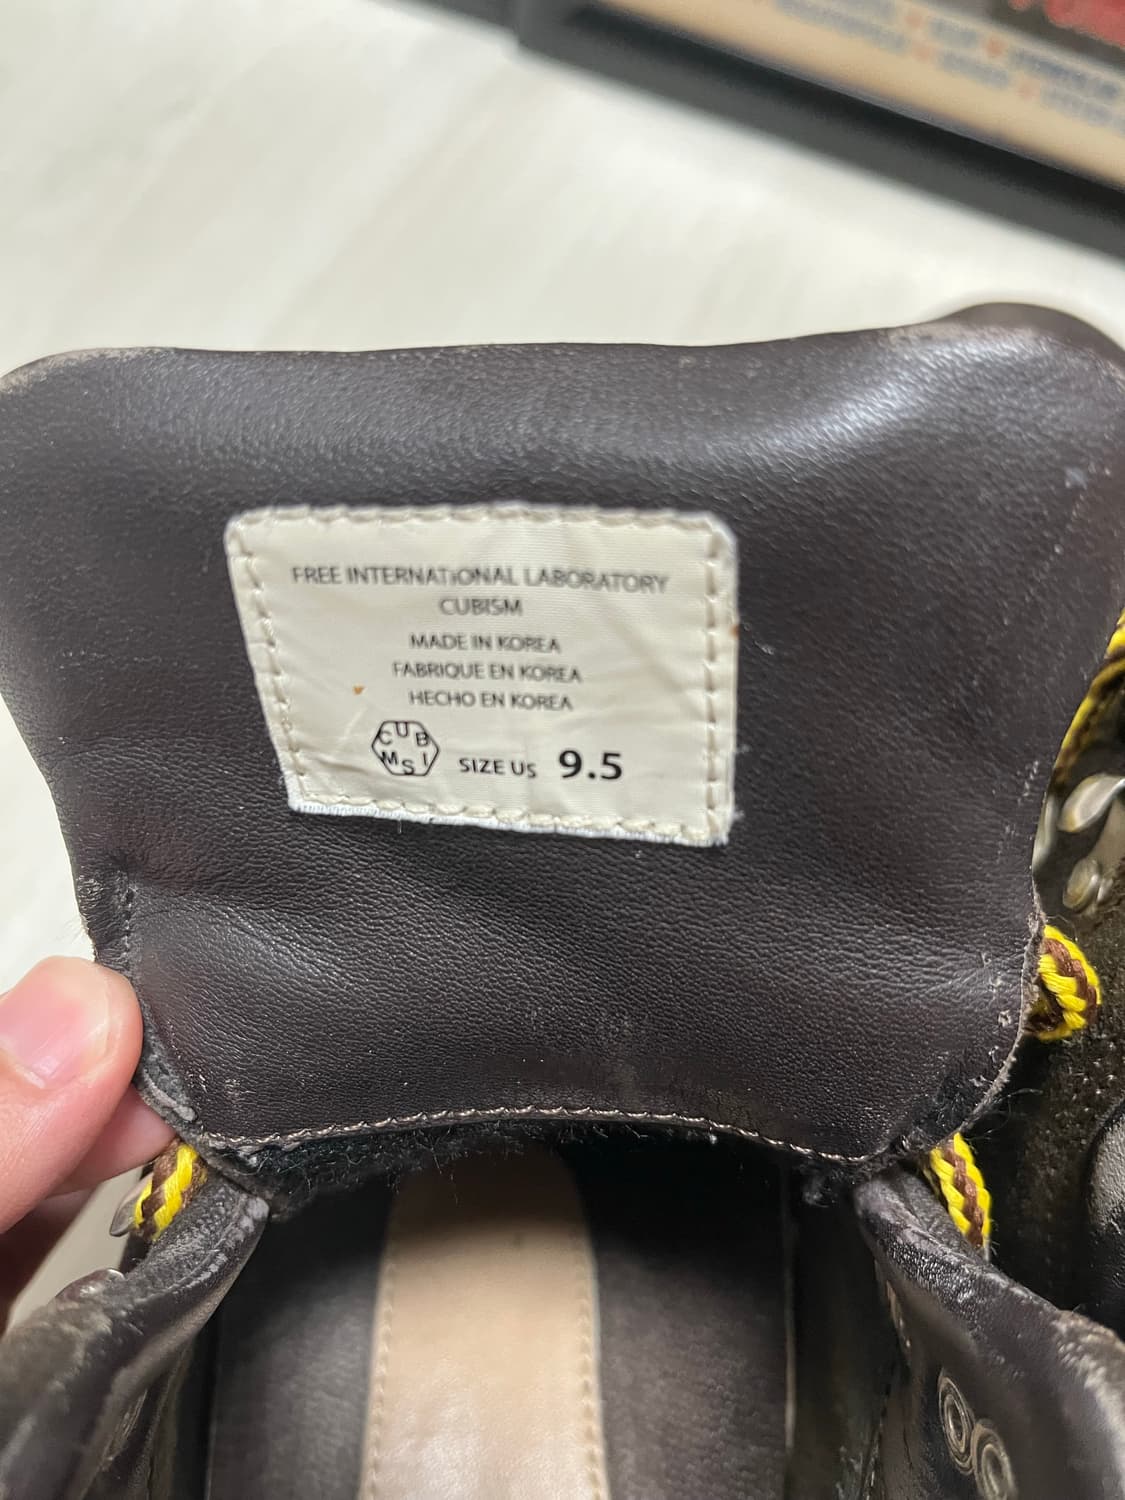 FREE INTERNATIONAL LABORATORY
CUBISM
MADE IN KOREA
FABRIQUE EN KOREA
HECHO EN KOREA
CUBISM
SIZE US 9.5